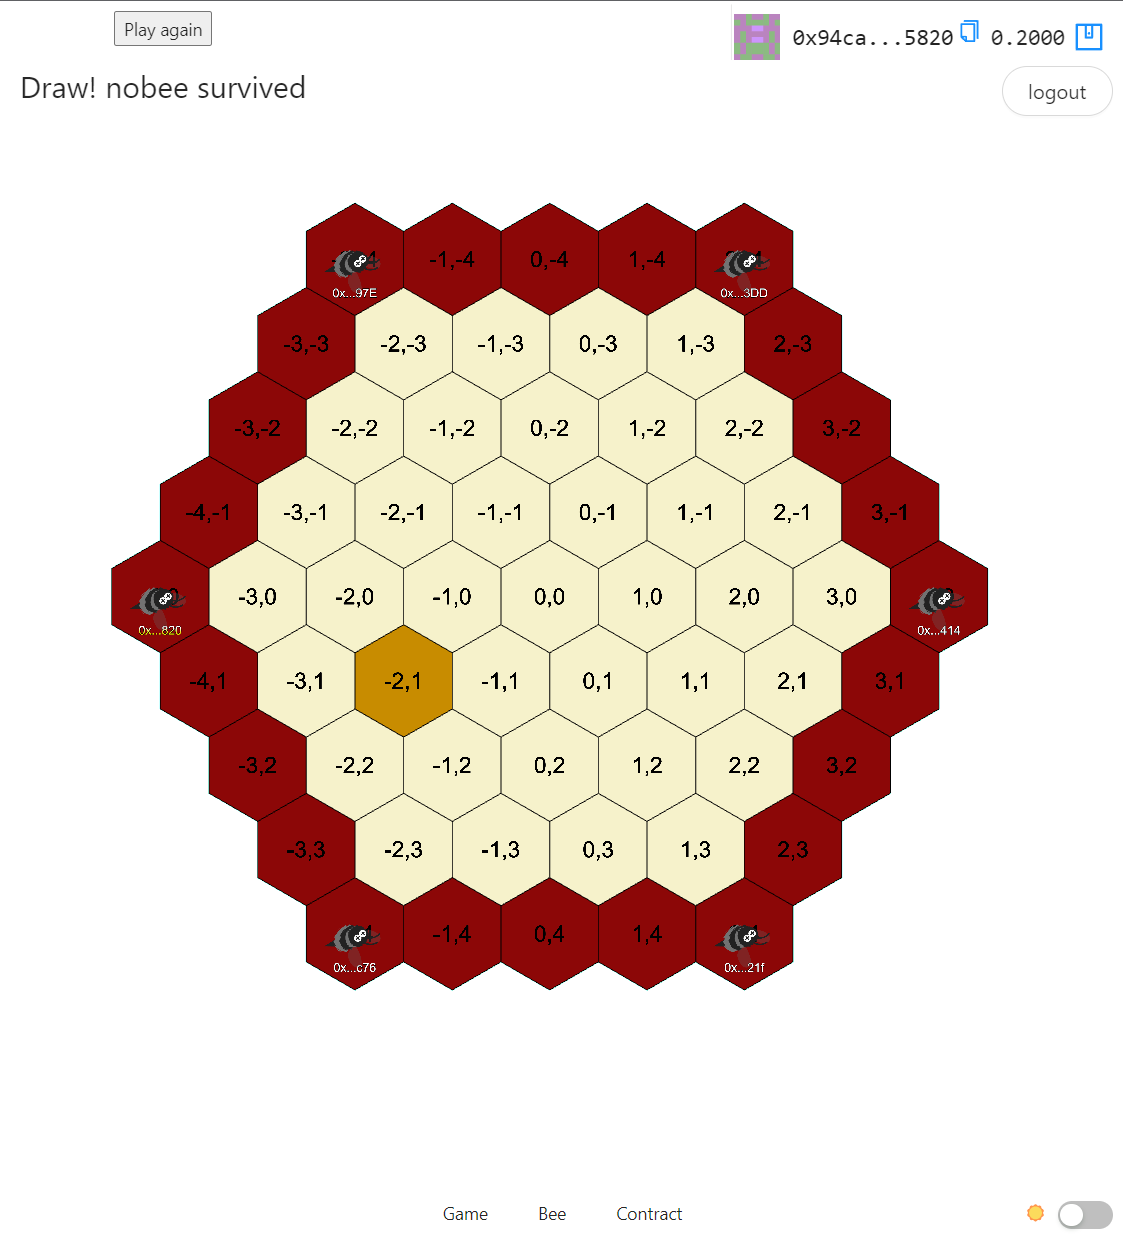 Play again
0x94ca...5820 0.2000
Draw! nobee survived
logout
-1,-4 0,-4 1,-4
0x...97E 0x...3DD
-3,-3 -2,-3 -1,-3 0,-3 1,-3 2,-3
-3,-2 -2,-2 -1,-2 0,-2 1,-2 2,-2 3,-2
-4,-1 -3,-1 -2,-1 -1,-1 0,-1 1,-1 2,-1 3,-1
-3,0 -2,0 -1,0 0,0 1,0 2,0 3,0
0x...820 0x...414
-4,1 -3,1 -2,1 -1,1 0,1 1,1 2,1 3,1
-3,2 -2,2 -1,2 0,2 1,2 2,2 3,2
-3,3 -2,3 -1,3 0,3 1,3 2,3
-1,4 0,4 1,4
0x...c76 0x...21f
Game Bee Contract